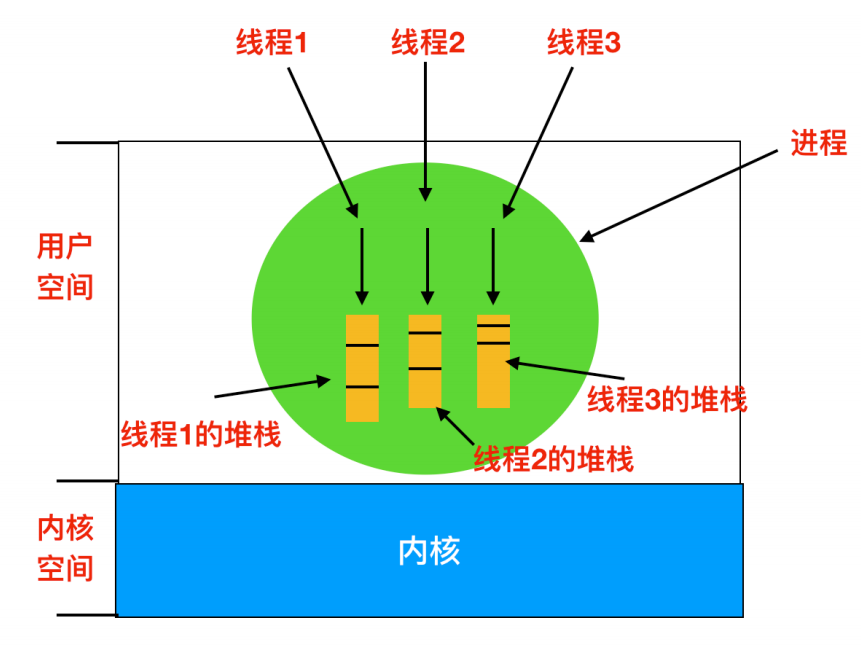 线程1
线程2
线程3
进程
用户
空间
线程3的堆栈
线程1的堆栈
线程2的堆栈
内核
空间
内核